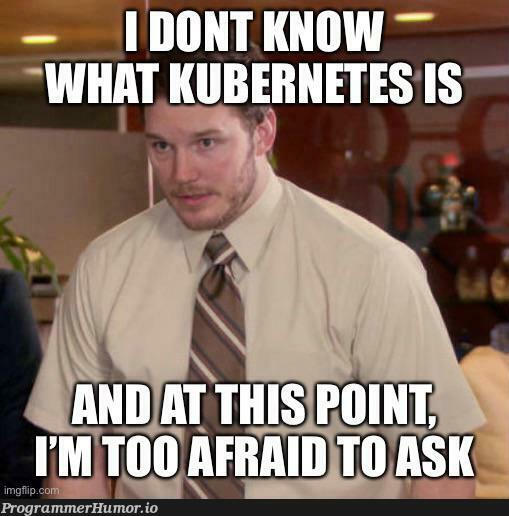 I DONT KNOW
WHAT KUBERNETES IS
AND AT THIS POINT,
I'M TOO AFRAID TO ASK
imgflip.com
ProgrammerHumor.io